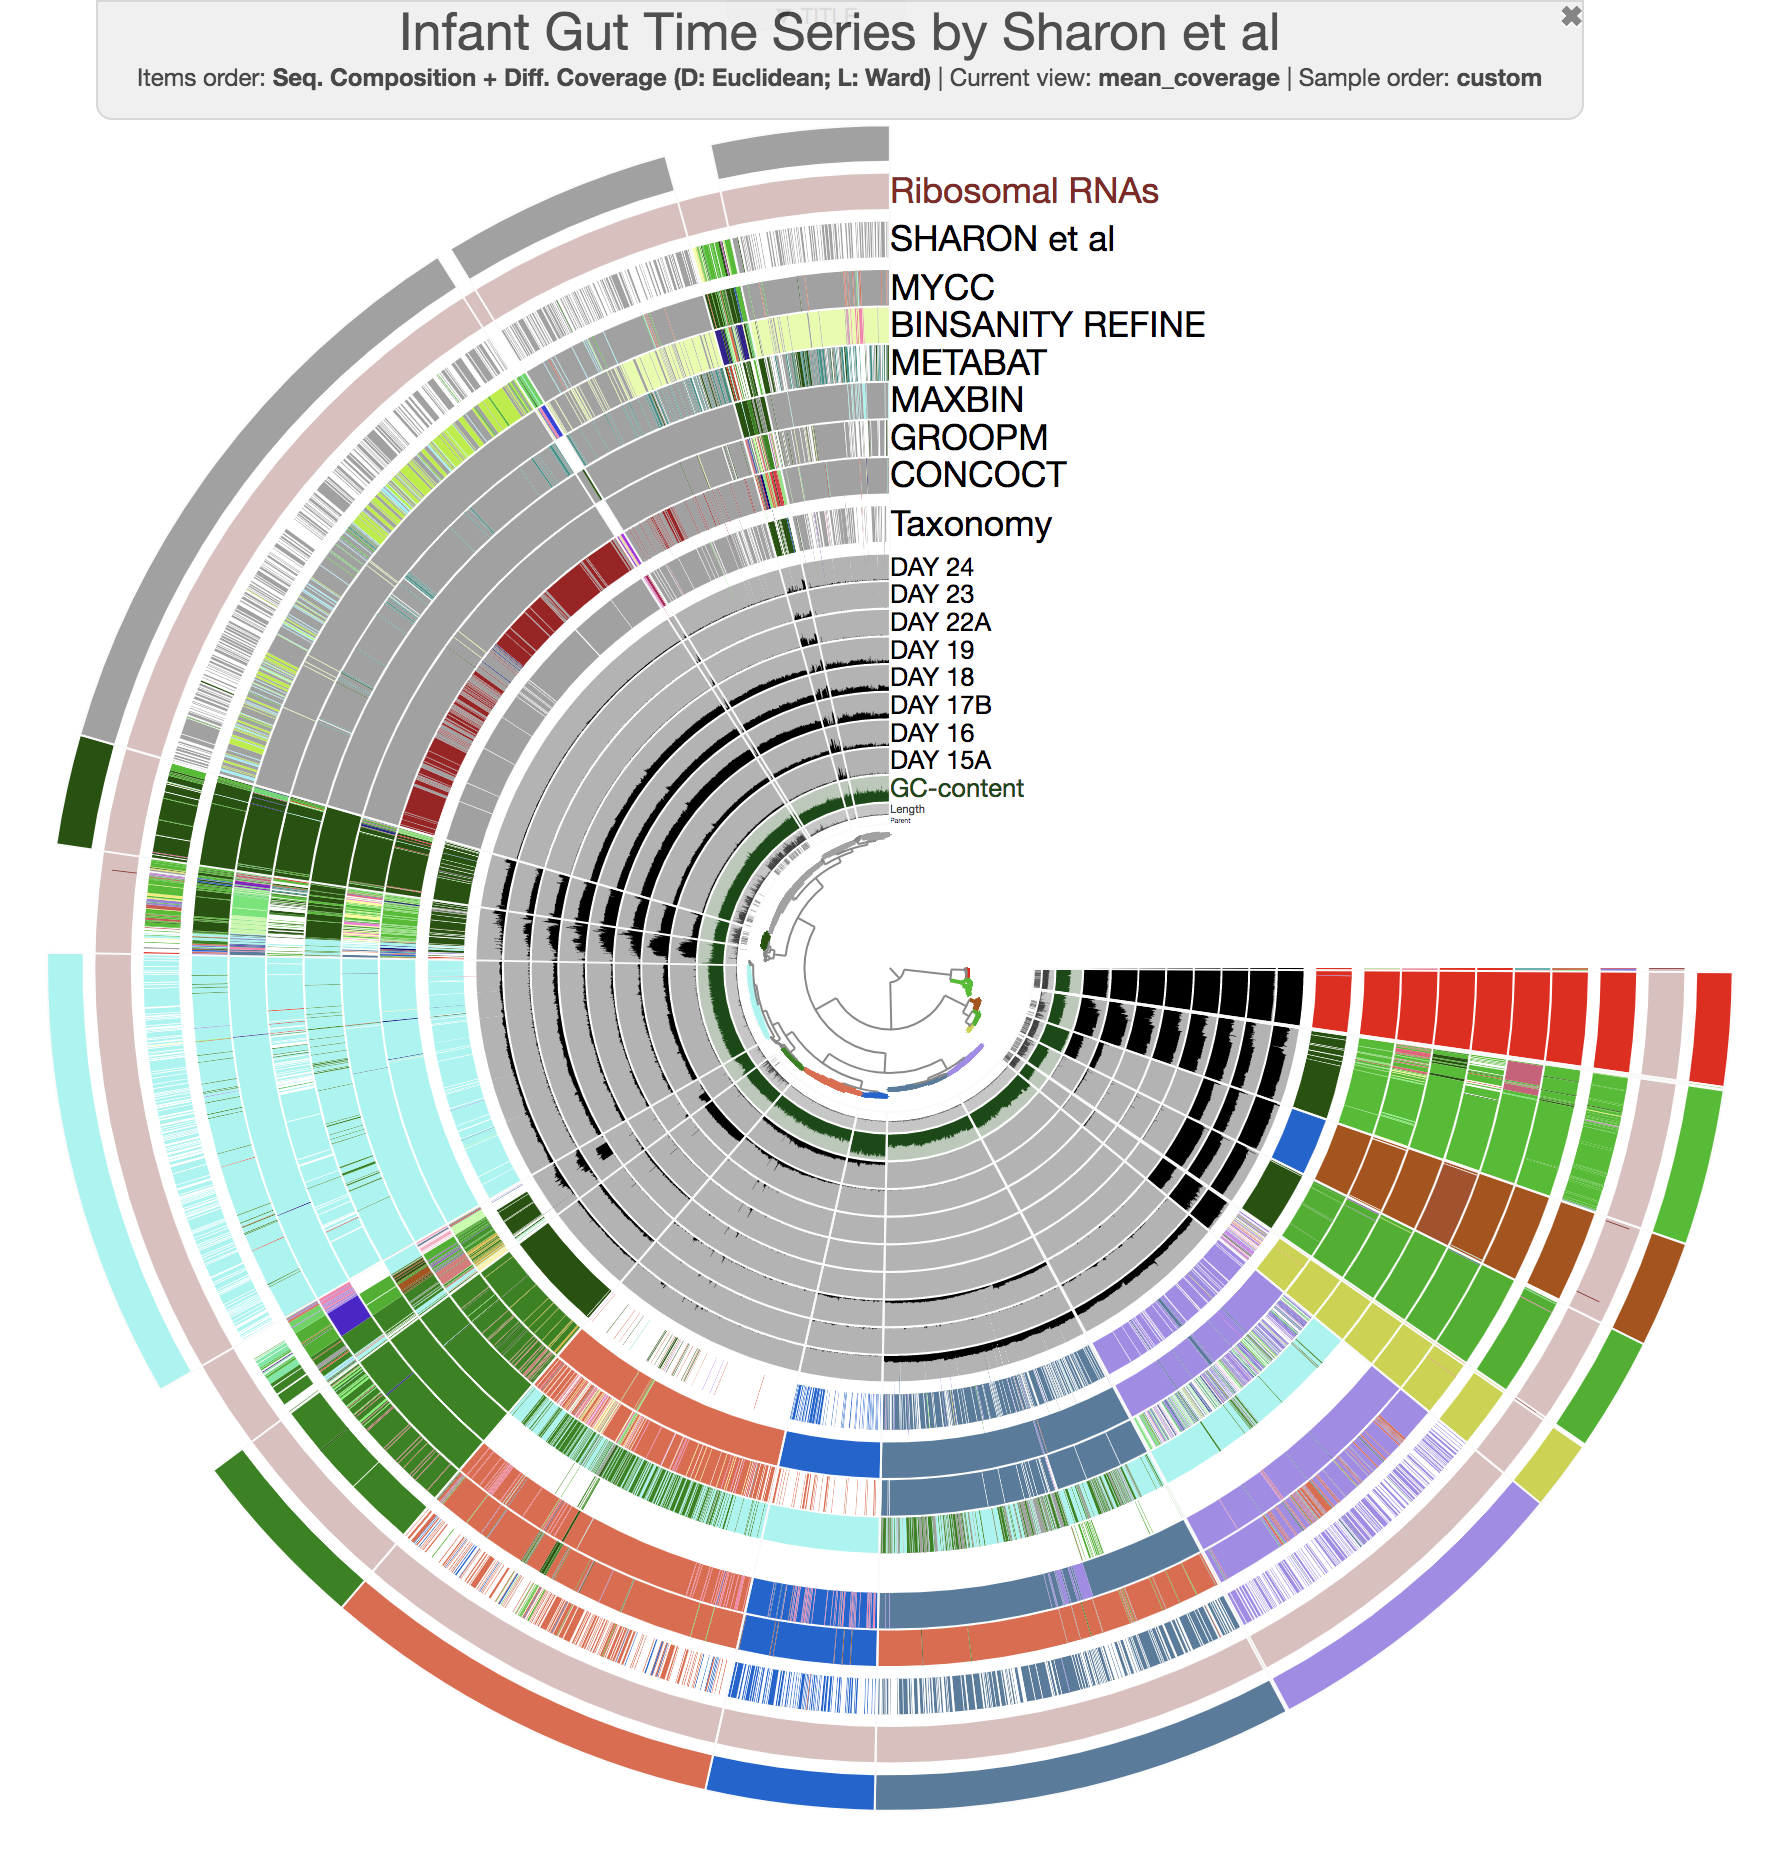 TITLE
Infant Gut Time Series by Sharon et al
Items order: Seq. Composition + Diff. Coverage (D: Euclidean; L: Ward) | Current view: mean_coverage | Sample order: custom
Ribosomal RNAs
SHARON et al
MYCC
BINSANITY REFINE
METABAT
MAXBIN
GROOPM
CONCOCT
Taxonomy
DAY 24
DAY 23
DAY 22A
DAY 19
DAY 18
DAY 17B
DAY 16
DAY 15A
GC-content
Length
Parent